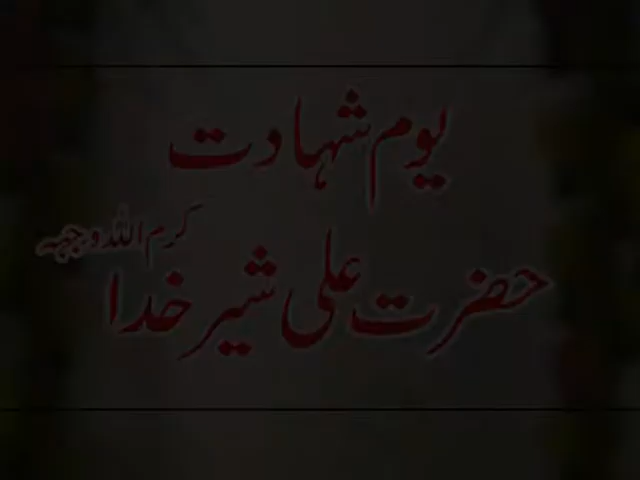 یوم شہادت
حضرت علی شیر خدا کرم اللہ وجہہ